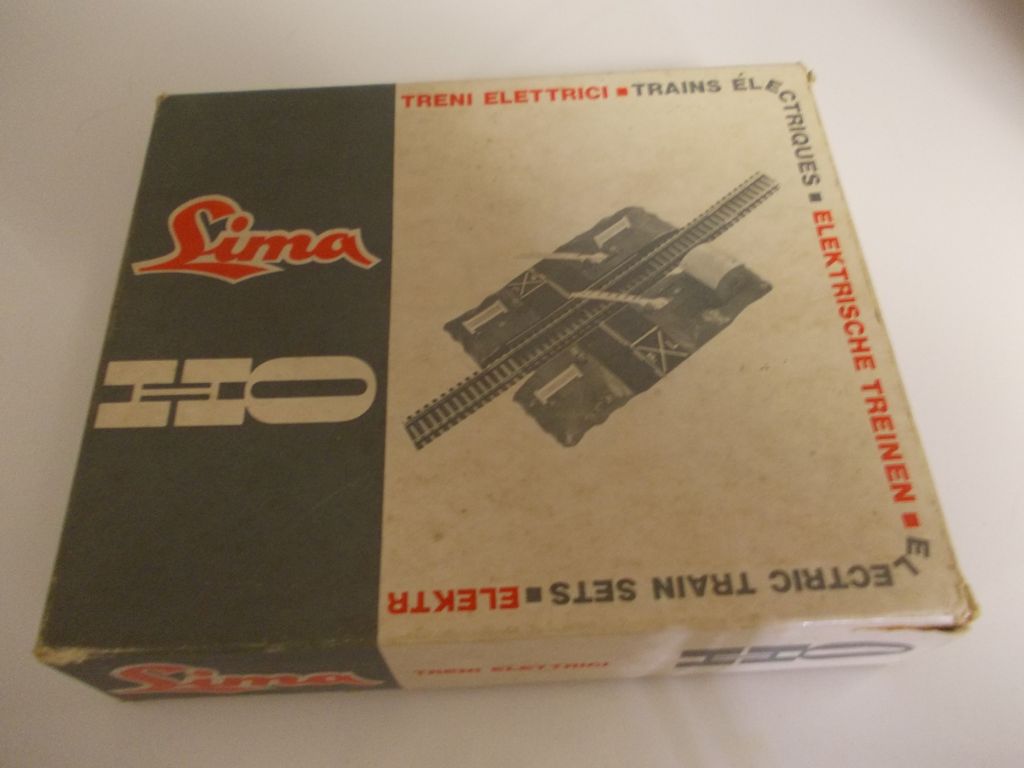 Lima
HO
TRENI ELETTRICI ■ TRAINS ÉLECTRIQUES ■ ELEKTRISCHE TREINEN ■ ELECTRIC TRAIN SETS ■ ELEKTR
Lima
TRENI ELETTRICI
HO